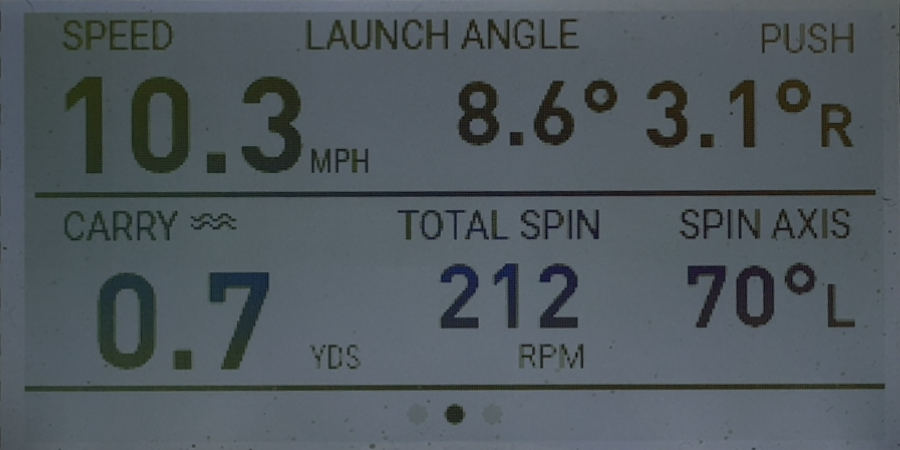 SPEED LAUNCH ANGLE PUSH
10.3 MPH 8.6° 3.1° R
CARRY TOTAL SPIN SPIN AXIS
0.7 YDS 212 RPM 70° L